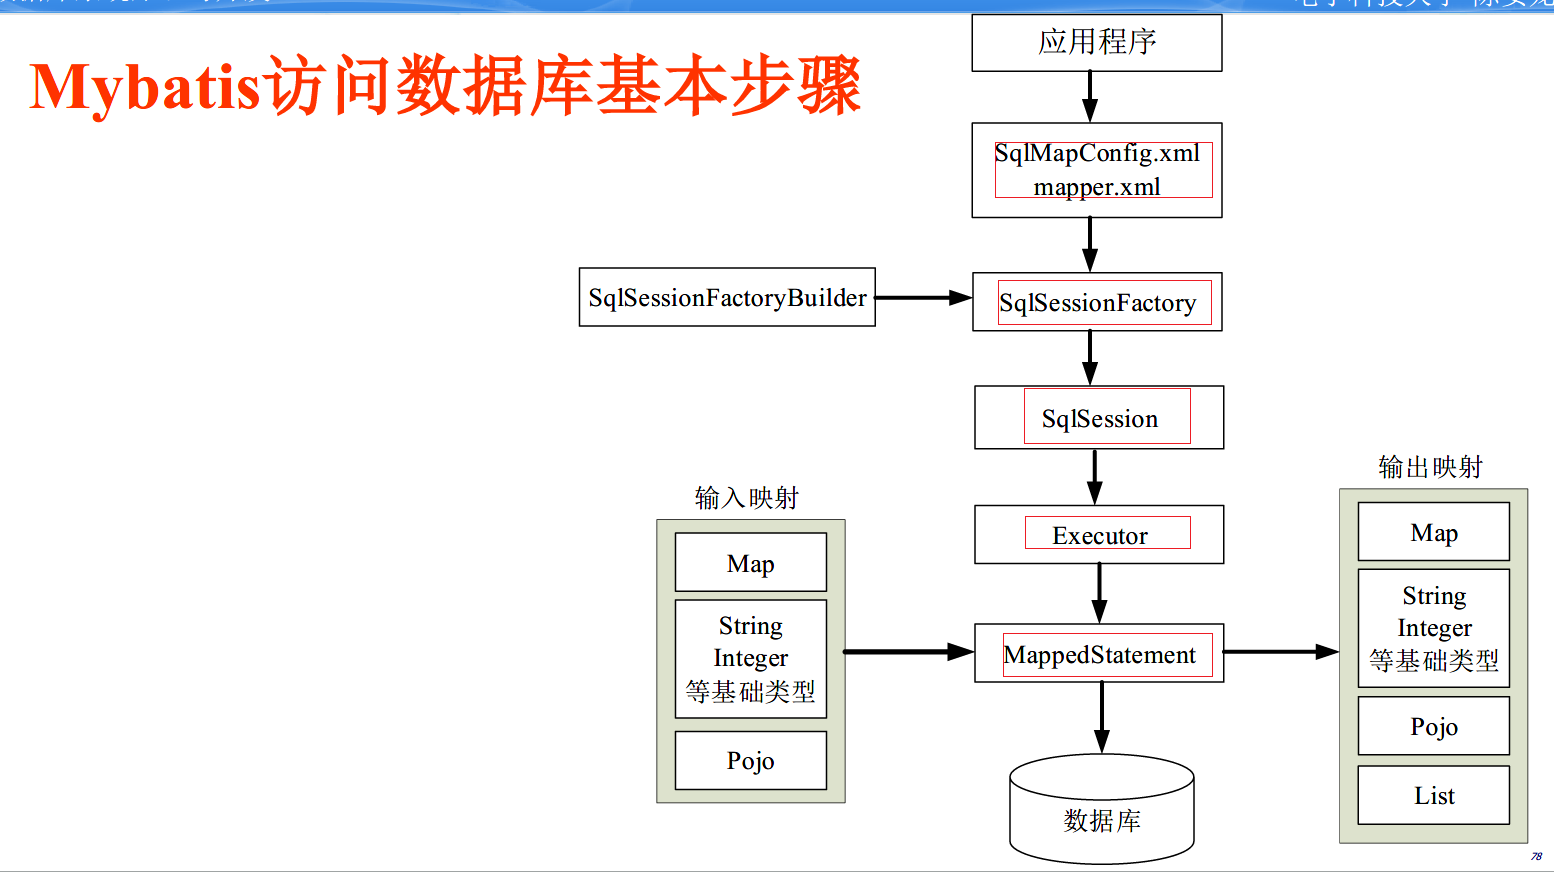 Mybatis访问数据库基本步骤
应用程序
SqlMapConfig.xml
mapper.xml
SqlSessionFactoryBuilder
SqlSessionFactory
SqlSession
Executor
输入映射
Map
String
Integer
等基础类型
Pojo
MappedStatement
数据库
输出映射
Map
String
Integer
等基础类型
Pojo
List
78